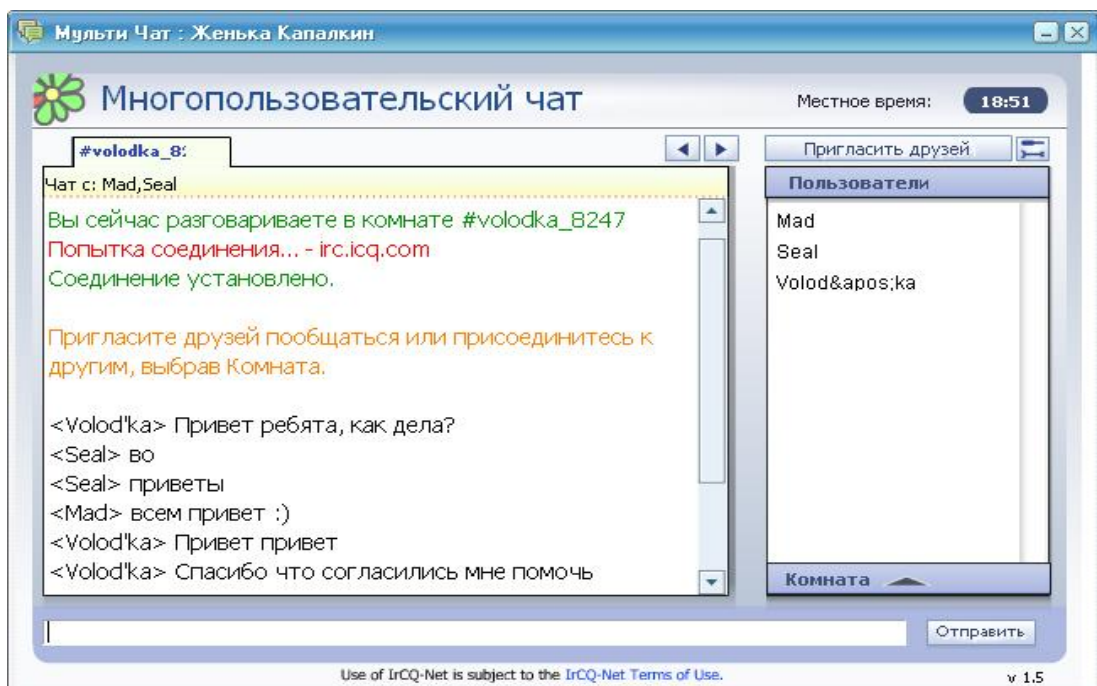 Мульти Чат : Женька Капалкин
Многопользовательский чат
Местное время: 18:51
#volodka_8
Пригласить друзей
Чат с: Mad,Seal
Пользователи
Вы сейчас разговариваете в комнате #volodka_8247
Попытка соединения... - irc.icq.com
Соединение установлено.
Пригласите друзей пообщаться или присоединитесь к
другим, выбрав Комната.
<Volod'ka> Привет ребята, как дела?
<Seal> во
<Seal> приветы
<Mad> всем привет :)
<Volod'ka> Привет привет
<Volod'ka> Спасибо что согласились мне помочь
Mad
Seal
Volod&apos;ka
Комната
Отправить
Use of IrCQ-Net is subject to the IrCQ-Net Terms of Use.
v 1.5